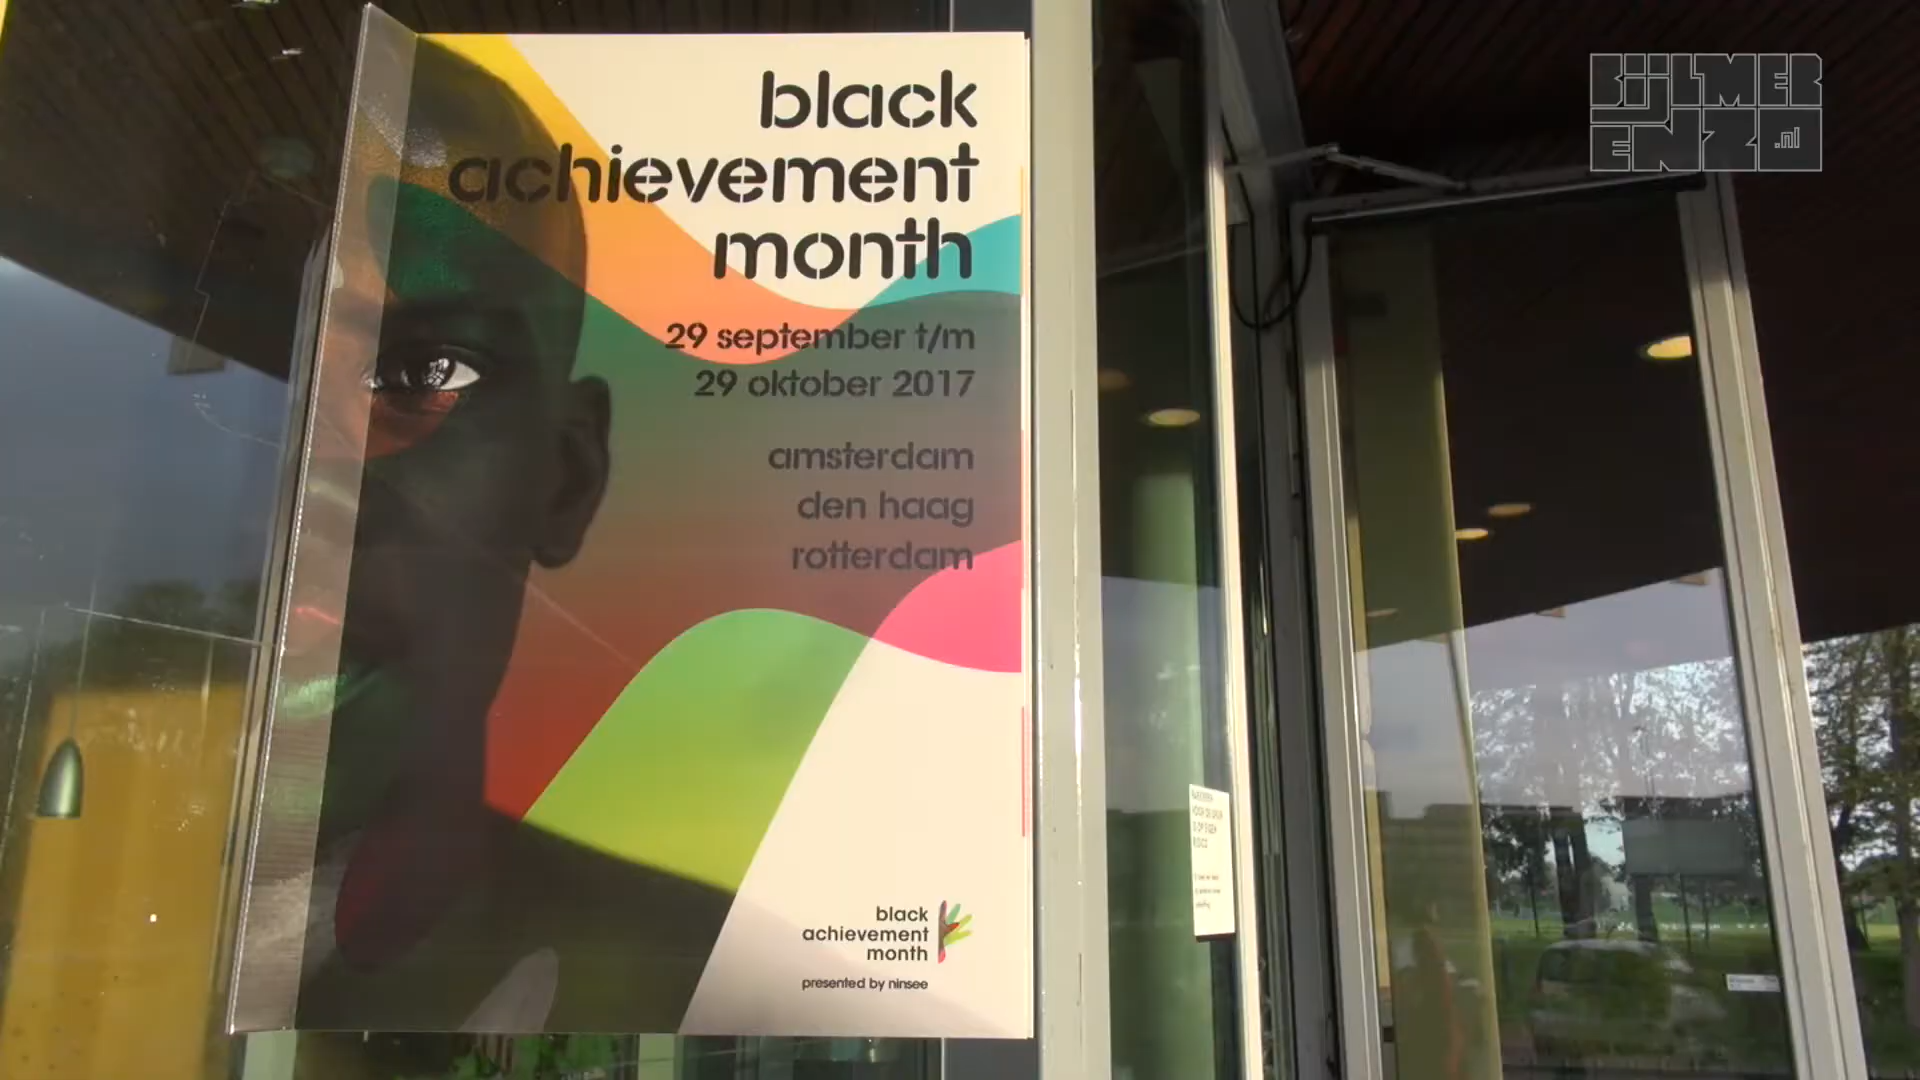 black
achievement
month
29 september t/m
29 oktober 2017
amsterdam
den haag
rotterdam
black
achievement
month
presented by ninsee
BIJLMER
ENZO .nl